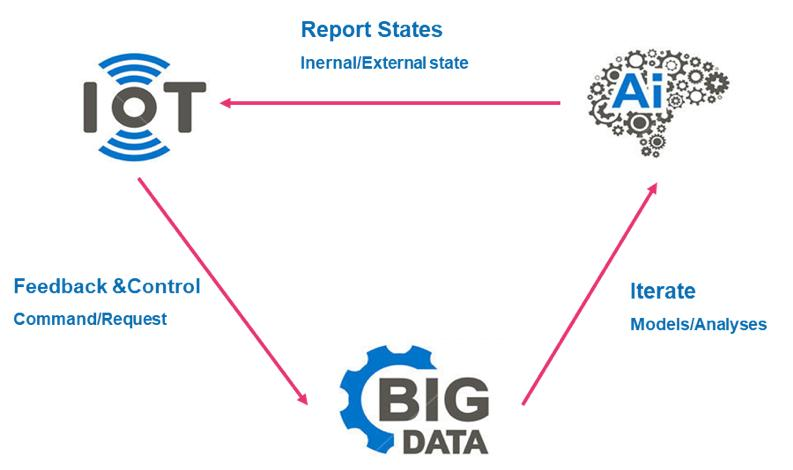 Report States
Inernal/External state
IoT
Ai
Feedback &Control
Command/Request
Iterate
Models/Analyses
BIG
DATA